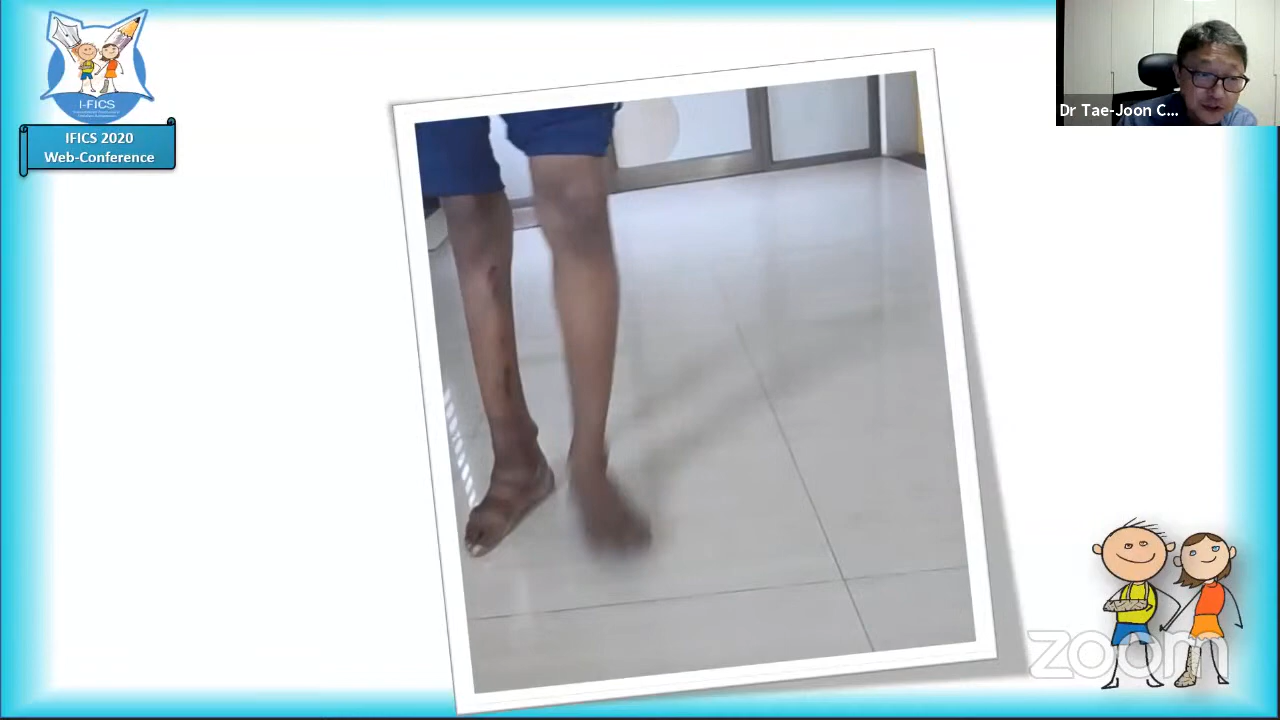 I-FICS
IFICS 2020
Web-Conference
Dr Tae-Joon C...
zoom